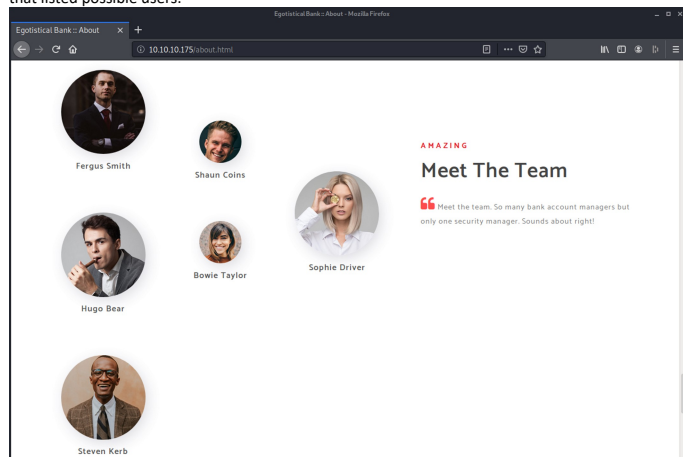 that listed possible users:
Egotistical Bank :: About - Mozilla Firefox
Egotistical Bank :: About
10.10.10.175/about.html
Fergus Smith
Shaun Coins
Sophie Driver
Hugo Bear
Bowie Taylor
Steven Kerb
AMAZING
Meet The Team
Meet the team. So many bank account managers but
only one security manager. Sounds about right!